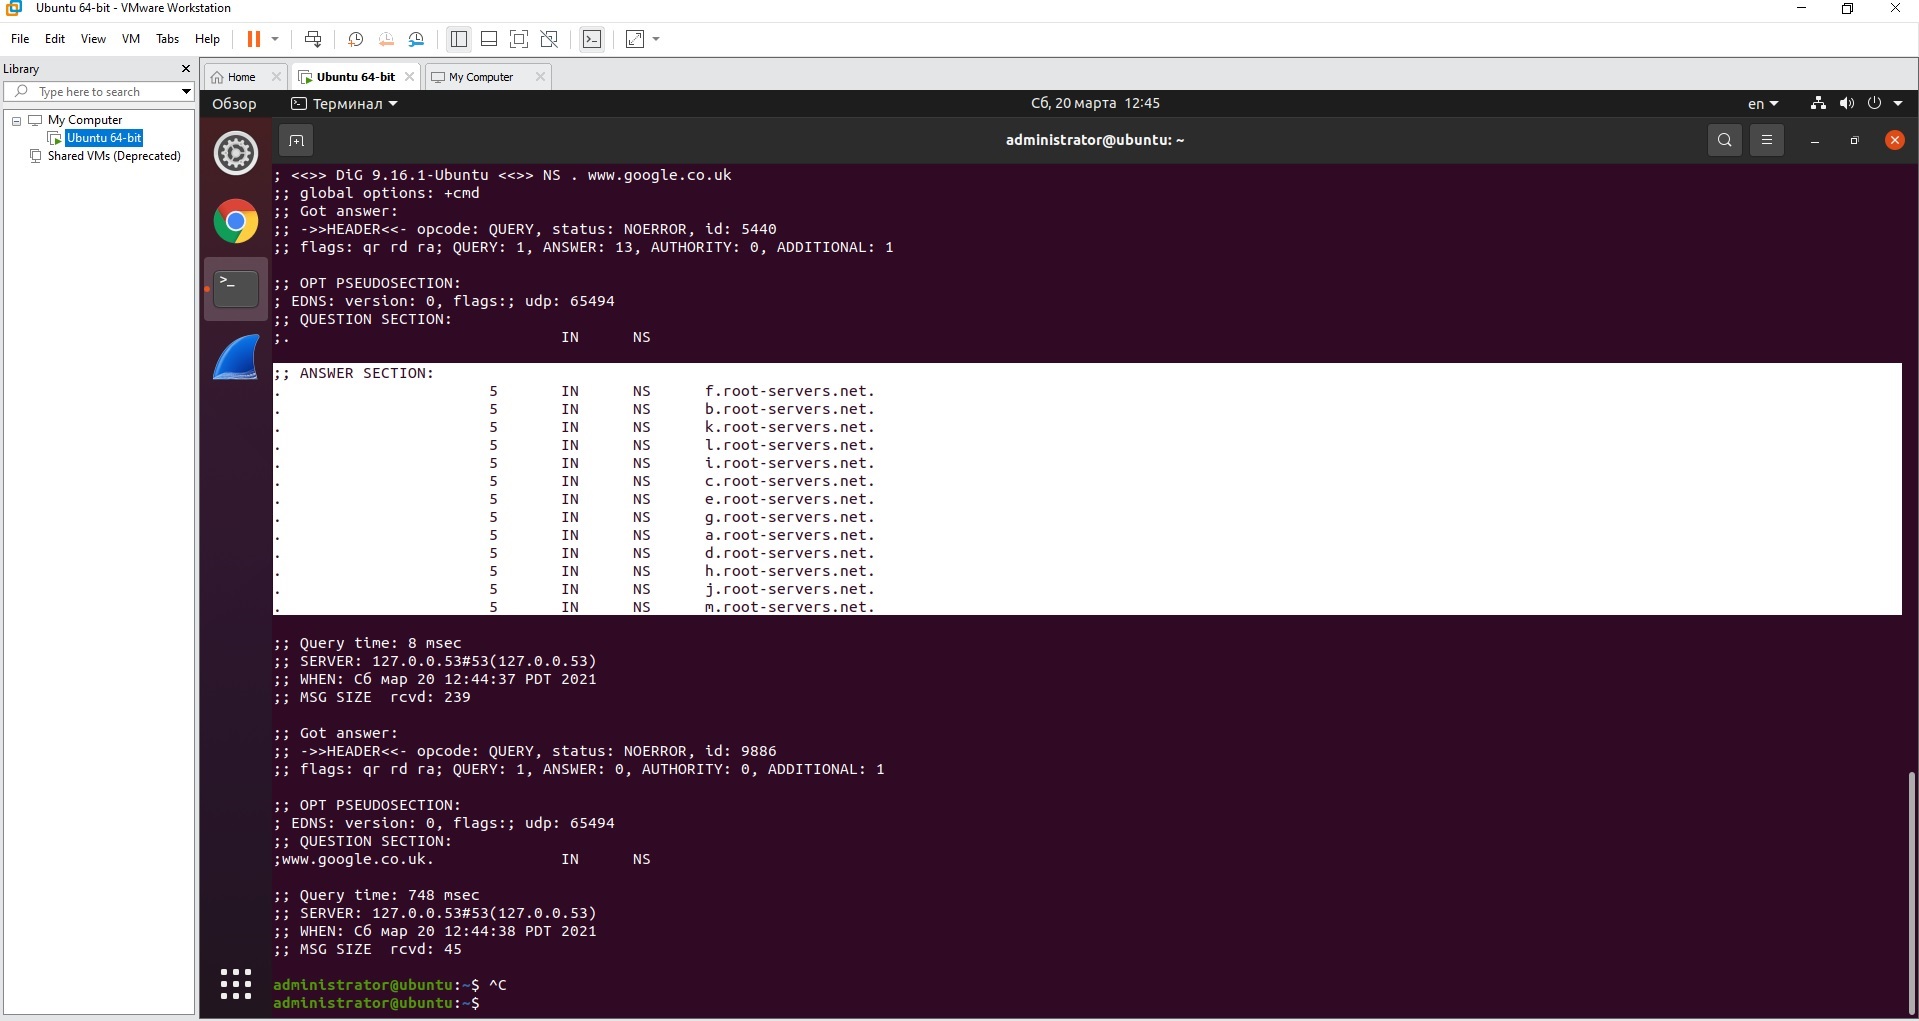 Ubuntu 64-bit - VMware Workstation
File Edit View VM Tabs Help
Library
Type here to search
My Computer
Ubuntu 64-bit
Shared VMs (Deprecated)
Home
Ubuntu 64-bit
My Computer
Обзор Терминал Сб, 20 марта 12:45 en
administrator@ubuntu: ~
; <<>> DiG 9.16.1-Ubuntu <<>> NS . www.google.co.uk
;; global options: +cmd
;; Got answer:
;; ->>HEADER<<- opcode: QUERY, status: NOERROR, id: 5440
;; flags: qr rd ra; QUERY: 1, ANSWER: 13, AUTHORITY: 0, ADDITIONAL: 1
;; OPT PSEUDOSECTION:
; EDNS: version: 0, flags:; udp: 65494
;; QUESTION SECTION:
;. IN NS
;; ANSWER SECTION:
. 5 IN NS f.root-servers.net.
. 5 IN NS b.root-servers.net.
. 5 IN NS k.root-servers.net.
. 5 IN NS l.root-servers.net.
. 5 IN NS i.root-servers.net.
. 5 IN NS c.root-servers.net.
. 5 IN NS e.root-servers.net.
. 5 IN NS g.root-servers.net.
. 5 IN NS a.root-servers.net.
. 5 IN NS d.root-servers.net.
. 5 IN NS h.root-servers.net.
. 5 IN NS j.root-servers.net.
. 5 IN NS m.root-servers.net.
;; Query time: 8 msec
;; SERVER: 127.0.0.53#53(127.0.0.53)
;; WHEN: Сб мар 20 12:44:37 PDT 2021
;; MSG SIZE rcvd: 239
;; Got answer:
;; ->>HEADER<<- opcode: QUERY, status: NOERROR, id: 9886
;; flags: qr rd ra; QUERY: 1, ANSWER: 0, AUTHORITY: 0, ADDITIONAL: 1
;; OPT PSEUDOSECTION:
; EDNS: version: 0, flags:; udp: 65494
;; QUESTION SECTION:
;www.google.co.uk. IN NS
;; Query time: 748 msec
;; SERVER: 127.0.0.53#53(127.0.0.53)
;; WHEN: Сб мар 20 12:44:38 PDT 2021
;; MSG SIZE rcvd: 45
administrator@ubuntu:~$ ^C
administrator@ubuntu:~$